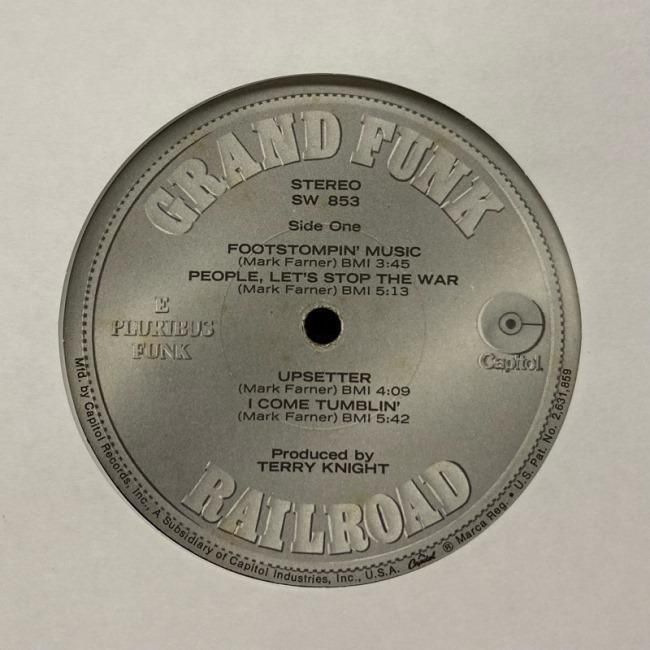 GRAND FUNK
STEREO
SW 853
Side One
FOOTSTOMPIN' MUSIC
(Mark Farner) BMI 3:45
PEOPLE, LET'S STOP THE WAR
(Mark Farner) BMI 5:13
E
PLURIBUS
FUNK
Capitol
UPSETTER
(Mark Farner) BMI 4:09
I COME TUMBLIN'
(Mark Farner) BMI 5:42
Produced by
TERRY KNIGHT
RAILROAD
Mfd. by Capitol Records, Inc., A Subsidiary of Capitol Industries, Inc., U.S.A. Capitol ® Marca Reg. • U.S. Pat. No. 2,631,859